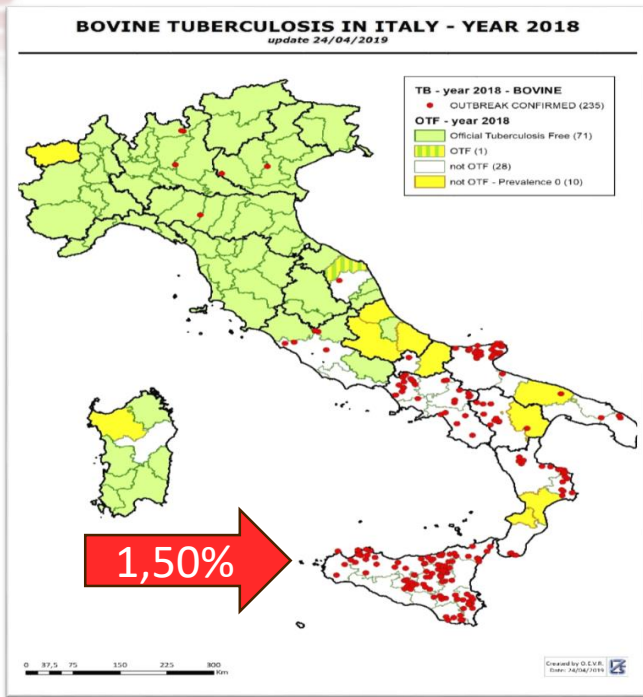 BOVINE TUBERCULOSIS IN ITALY - YEAR 2018
update 24/04/2019
TB - year 2018 - BOVINE
OUTBREAK CONFIRMED (235)
OTF - year 2018
Official Tuberculosis Free (71)
OTF (1)
not OTF (28)
not OTF - Prevalence 0 (10)
1,50%
0 37,5 75 150 225 300
Km
Created by O.E.V.R.
Date: 24/04/2019